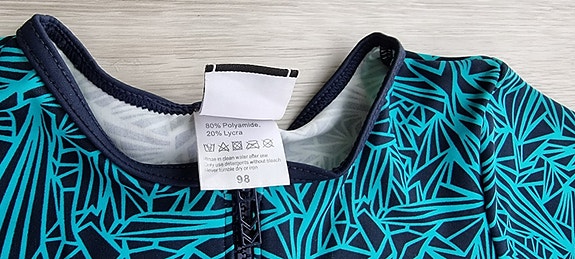 80% Polyamide,
20% Lycra
Rinse in clean water after use
may use detergents without bleach
Never tumble dry or iron
98